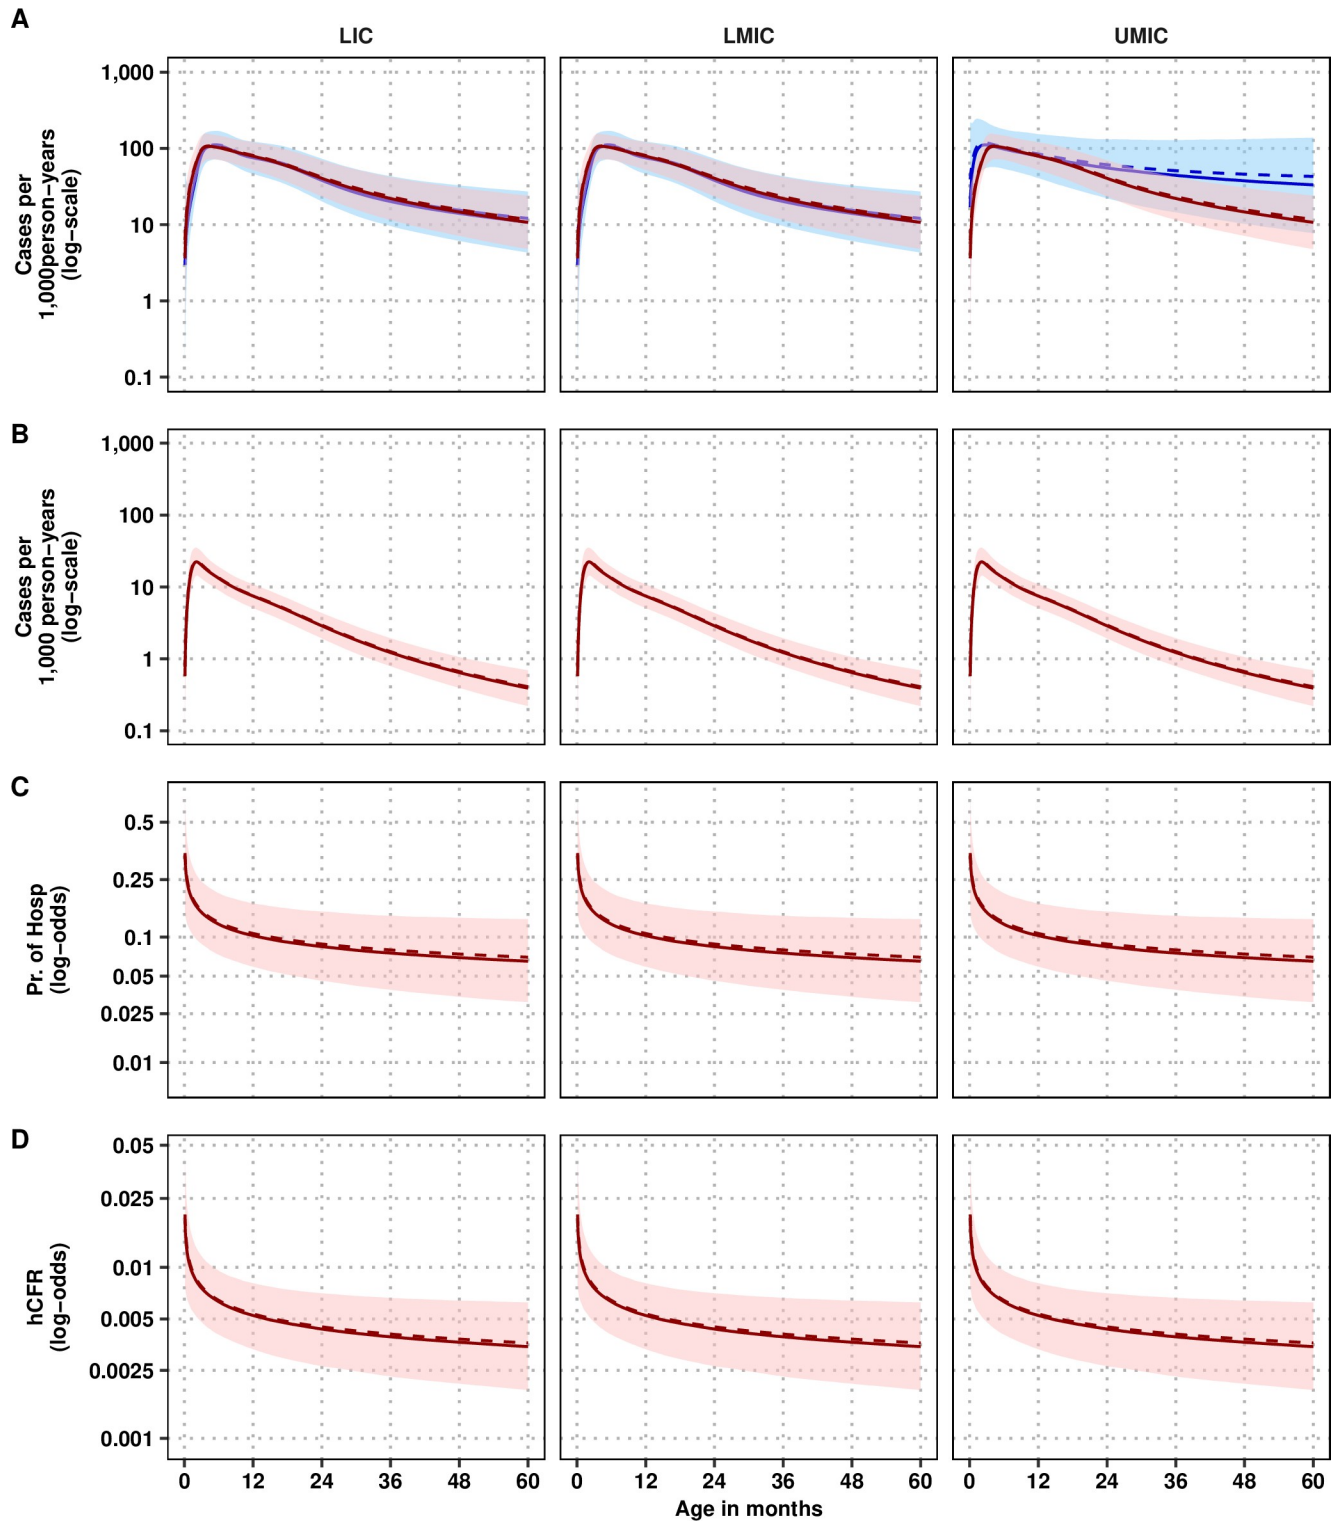 A
LIC
LMIC
UMIC
Cases per
1,000person−years
(log−scale)
1,000
100
10
1
0.1
B
Cases per
1,000 person−years
(log−scale)
1,000
100
10
1
0.1
C
Pr. of Hosp
(log−odds)
0.5
0.25
0.1
0.05
0.025
0.01
D
hCFR
(log−odds)
0.05
0.025
0.01
0.005
0.0025
0.001
0 12 24 36 48 60 0 12 24 36 48 60 0 12 24 36 48 60
Age in months